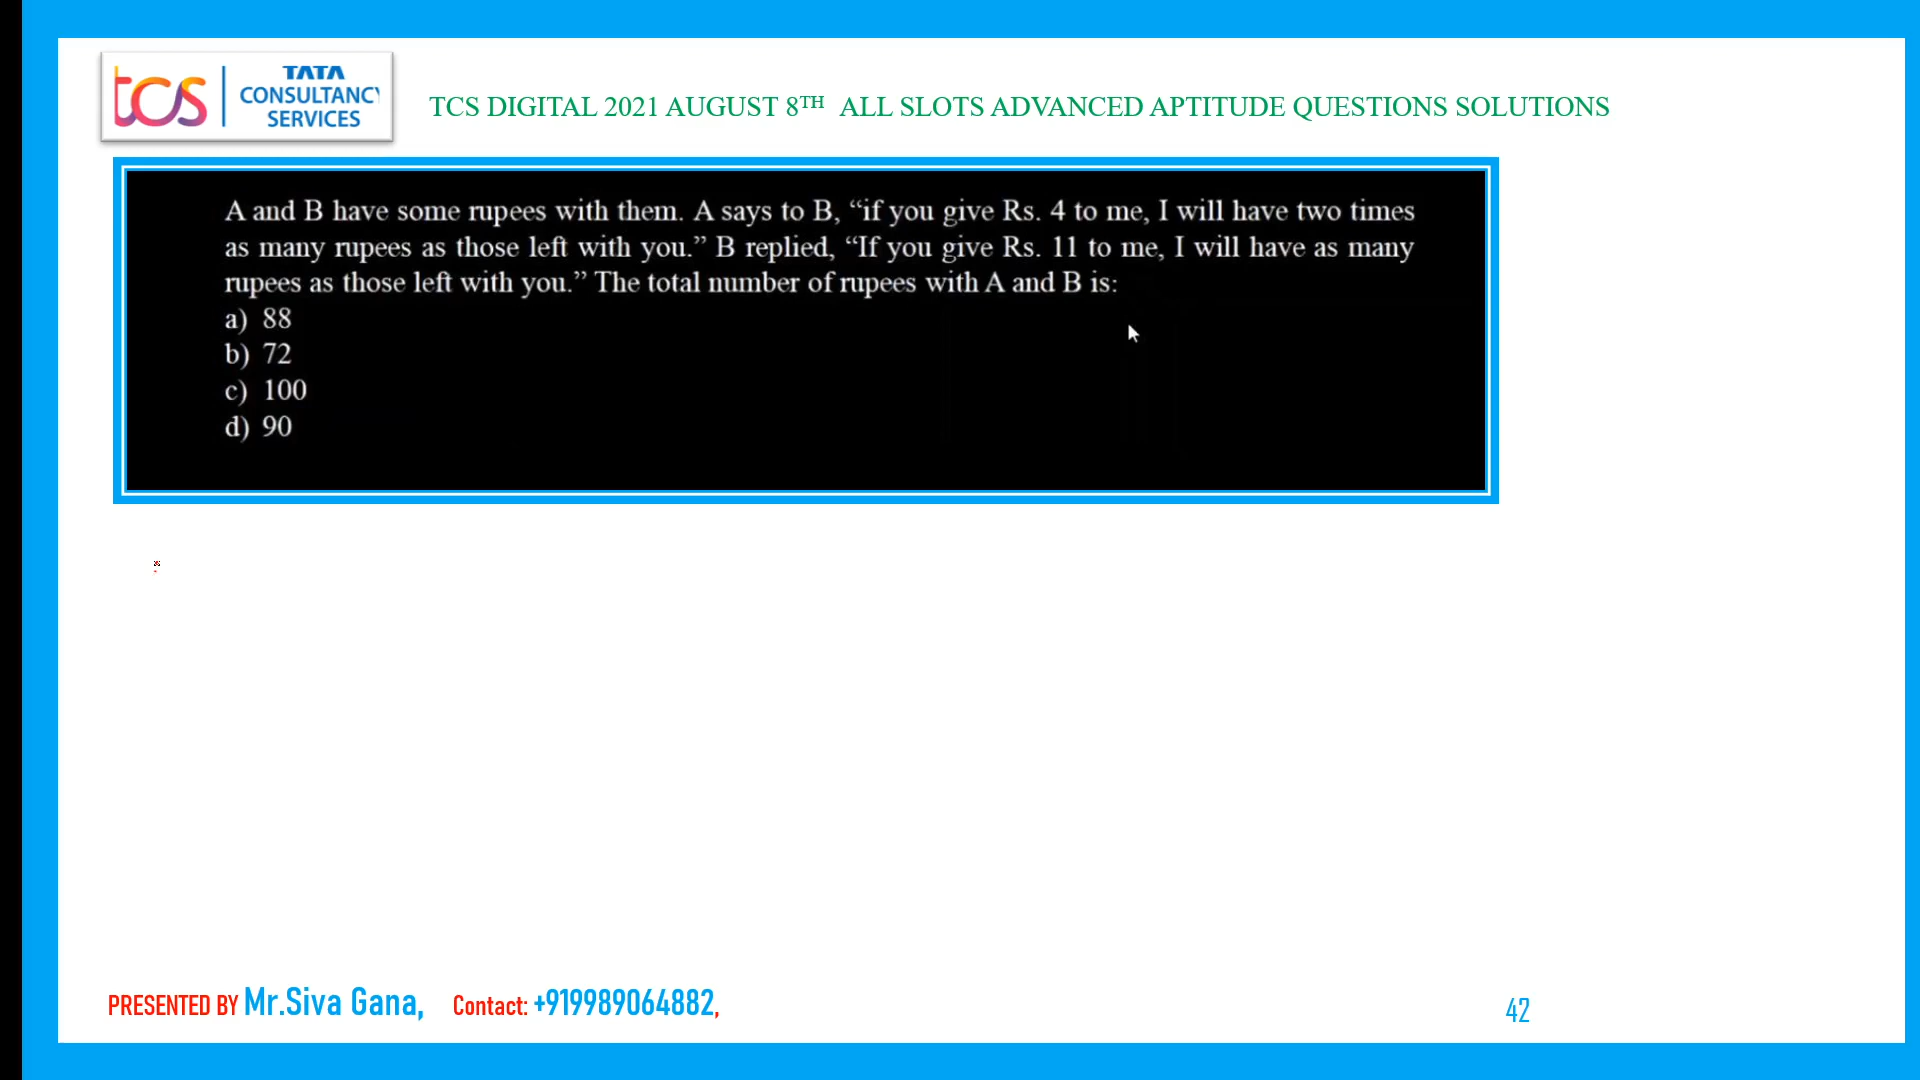 tcs
TATA
CONSULTANCY
SERVICES
TCS DIGITAL 2021 AUGUST 8TH ALL SLOTS ADVANCED APTITUDE QUESTIONS SOLUTIONS
A and B have some rupees with them. A says to B, “if you give Rs. 4 to me, I will have two times
as many rupees as those left with you.” B replied, “If you give Rs. 11 to me, I will have as many
rupees as those left with you.” The total number of rupees with A and B is:
a) 88
b) 72
c) 100
d) 90
PRESENTED BY Mr.Siva Gana, Contact: +919989064882,
42